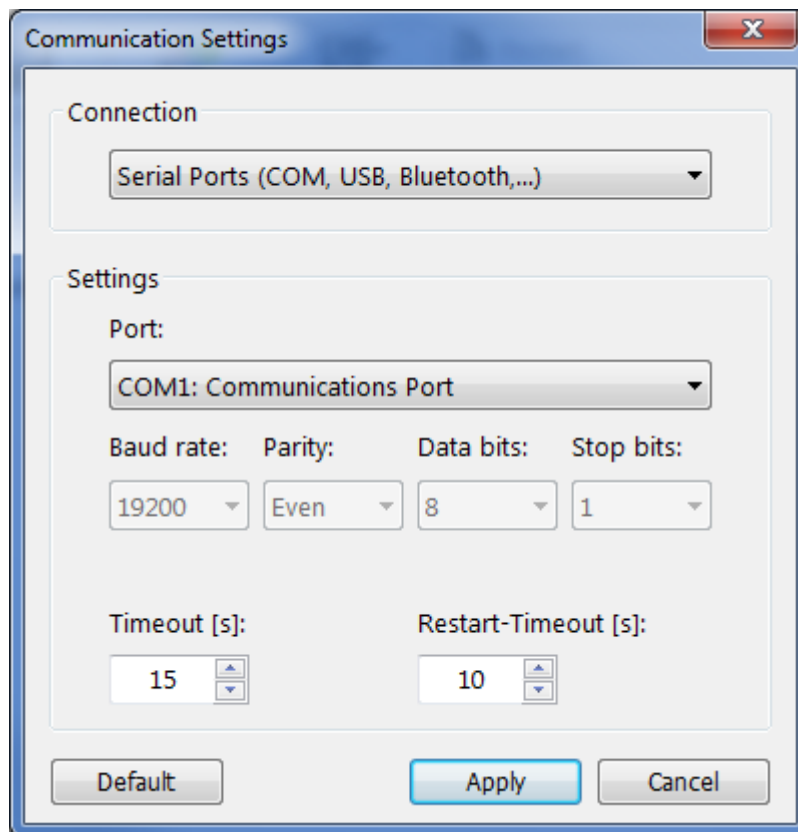 Communication Settings
Connection
Serial Ports (COM, USB, Bluetooth,...)
Settings
Port:
COM1: Communications Port
Baud rate: Parity: Data bits: Stop bits:
19200 Even 8 1
Timeout [s]: Restart-Timeout [s]:
15 10
Default Apply Cancel